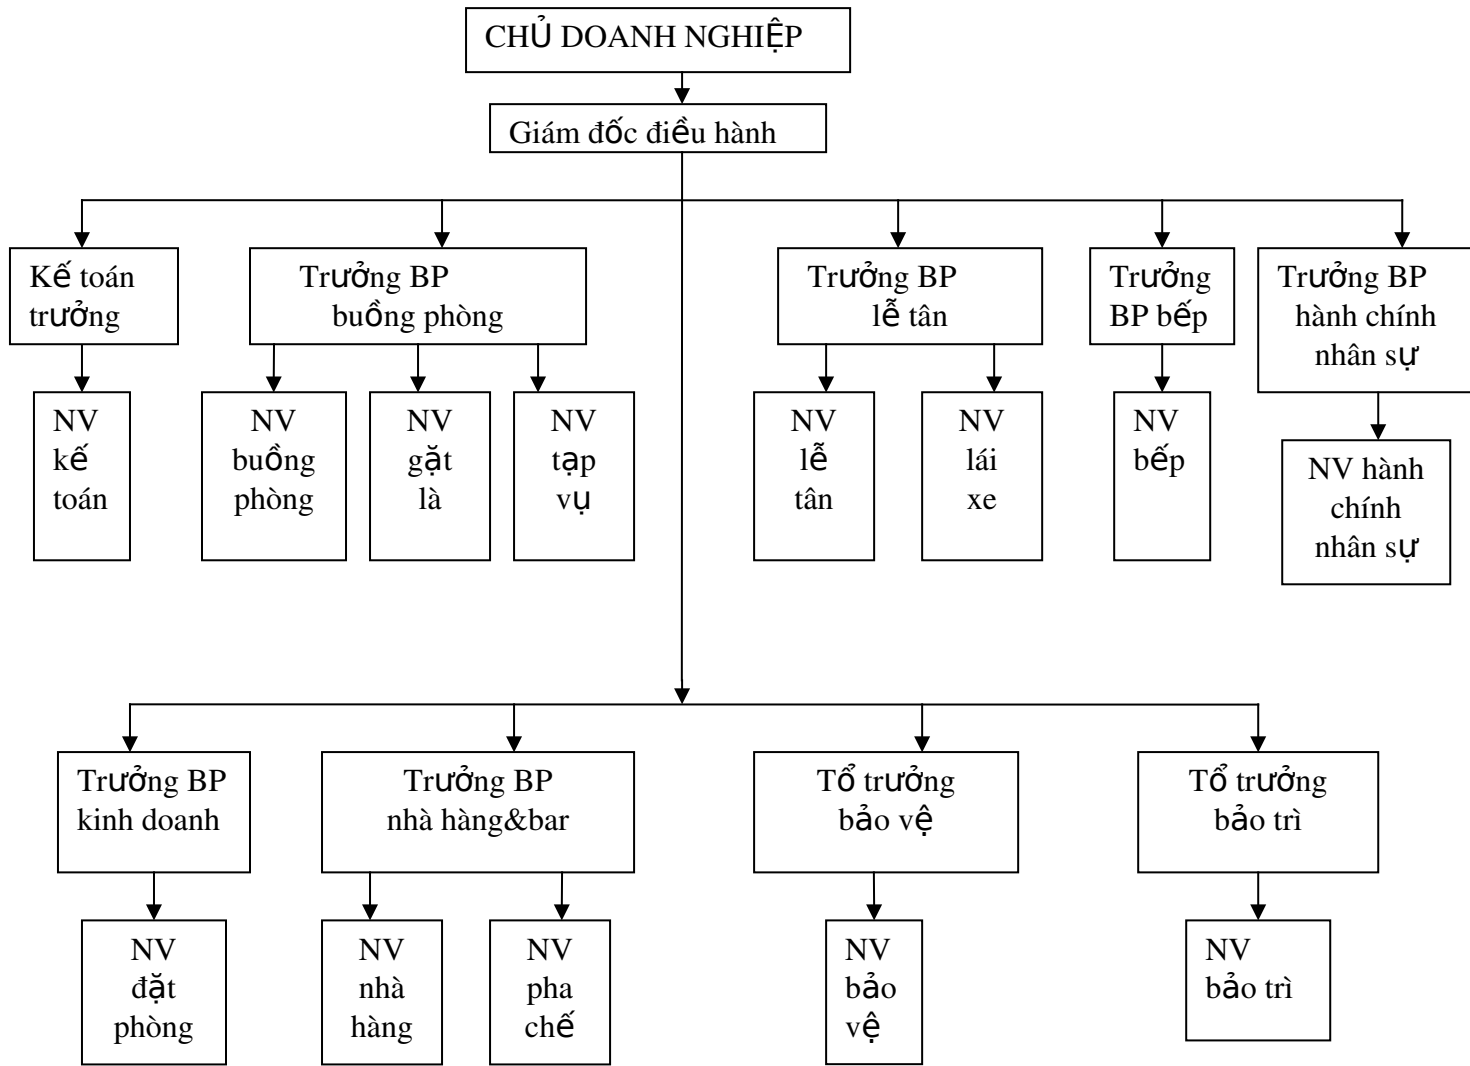 CHỦ DOANH NGHIỆP
Giám đốc điều hành
Kế toán
trưởng
Trưởng BP
buồng phòng
Trưởng BP
lễ tân
Trưởng
BP bếp
Trưởng BP
hành chính
nhân sự
NV
kế
toán
NV
buồng
phòng
NV
gặt
là
NV
tạp
vụ
NV
lễ
tân
NV
lái
xe
NV
bếp
NV hành
chính
nhân sự
Trưởng BP
kinh doanh
Trưởng BP
nhà hàng&bar
Tổ trưởng
bảo vệ
Tổ trưởng
bảo trì
NV
đặt
phòng
NV
nhà
hàng
NV
pha
chế
NV
bảo
vệ
NV
bảo trì